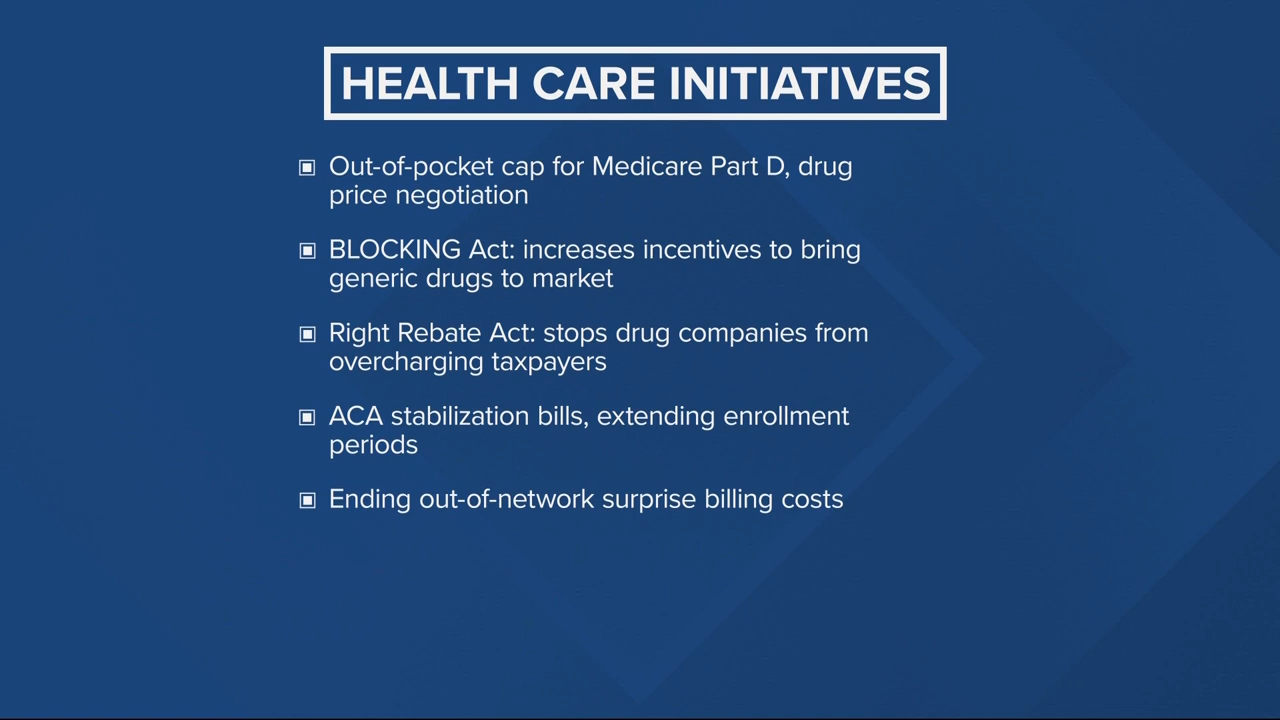 HEALTH CARE INITIATIVES
Out-of-pocket cap for Medicare Part D, drug
price negotiation
BLOCKING Act: increases incentives to bring
generic drugs to market
Right Rebate Act: stops drug companies from
overcharging taxpayers
ACA stabilization bills, extending enrollment
periods
Ending out-of-network surprise billing costs